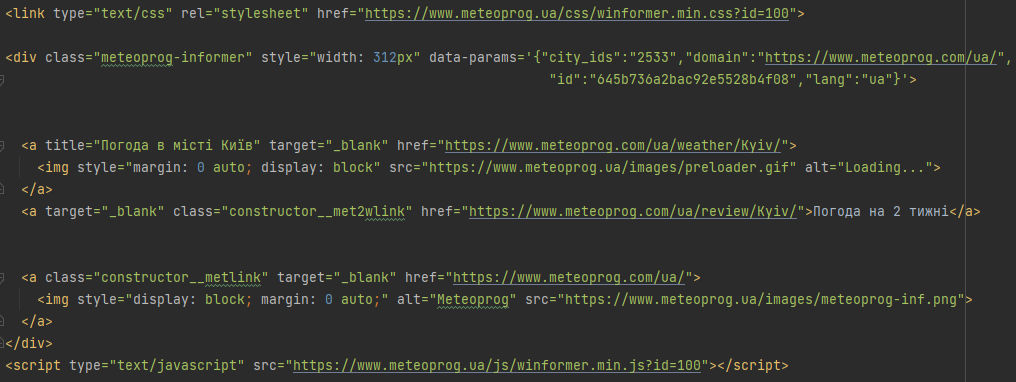 <link type="text/css" rel="stylesheet" href="https://www.meteoprog.ua/css/winformer.min.css?id=100">
<div class="meteoprog-informer" style="width: 312px" data-params='{"city_ids":"2533","domain":"https://www.meteoprog.com/ua/",
"id":"645b736a2bac92e5528b4f08","lang":"ua"}'>
<a title="Погода в місті Київ" target="_blank" href="https://www.meteoprog.com/ua/weather/Kyiv/">
<img style="margin: 0 auto; display: block" src="https://www.meteoprog.ua/images/preloader.gif" alt="Loading...">
</a>
<a target="_blank" class="constructor__met2wlink" href="https://www.meteoprog.com/ua/review/Kyiv/">Погода на 2 тижні</a>
<a class="constructor__metlink" target="_blank" href="https://www.meteoprog.com/ua/">
<img style="display: block; margin: 0 auto;" alt="Meteoprog" src="https://www.meteoprog.ua/images/meteoprog-inf.png">
</a>
</div>
<script type="text/javascript" src="https://www.meteoprog.ua/js/winformer.min.js?id=100"></script>